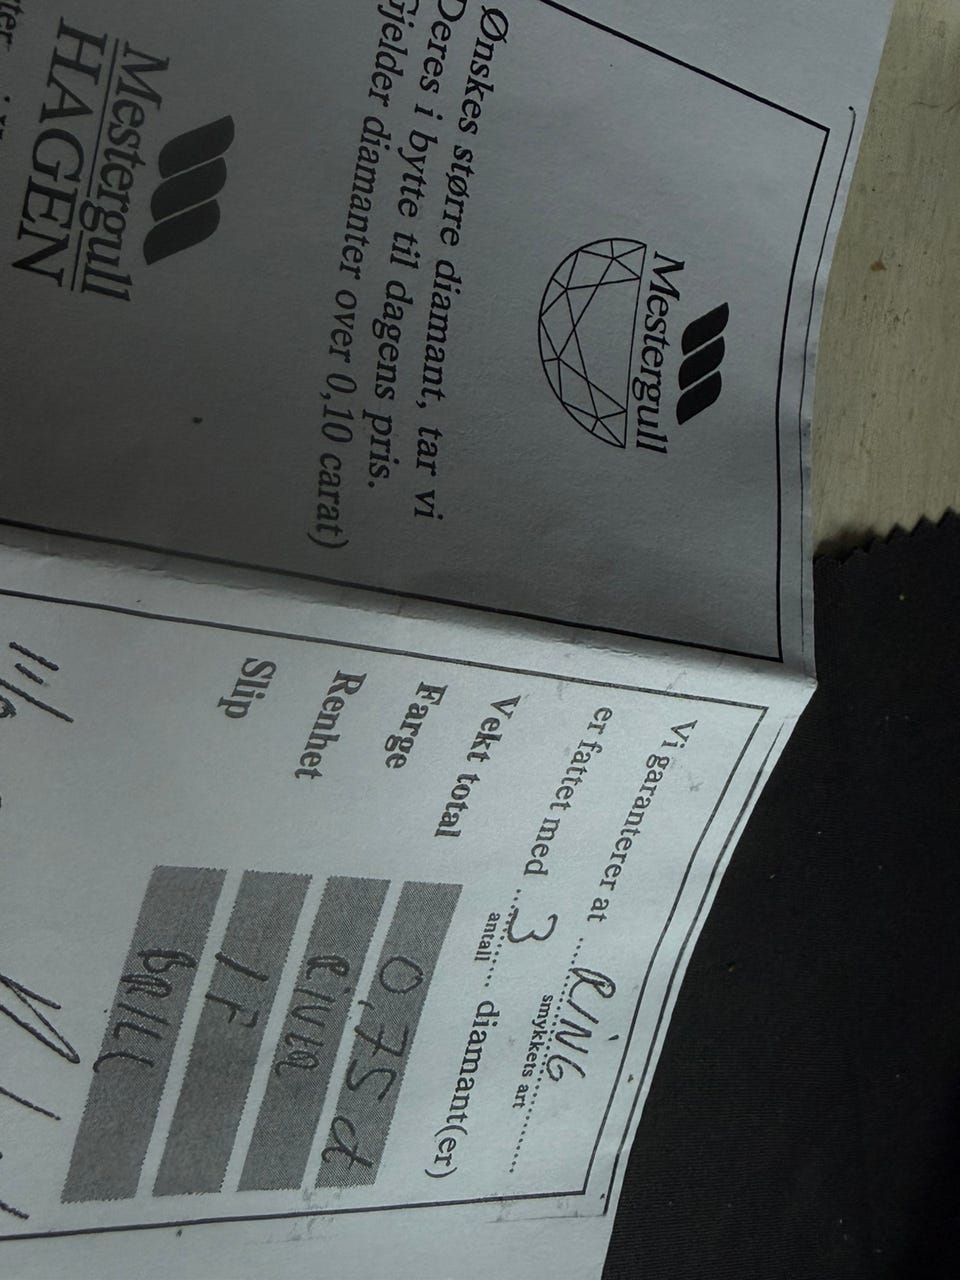 Mestergull
Ønskes større diamant, tar vi
Deres i bytte til dagens pris.
Gjelder diamanter over 0,10 carat)
Mestergull
HAGEN
Vi garanterer at RING
smykkets art
er fattet med 3 diamant(er)
antall
Vekt total 0,75 ct
Farge RIVER
Renhet IF
Slip BRILL